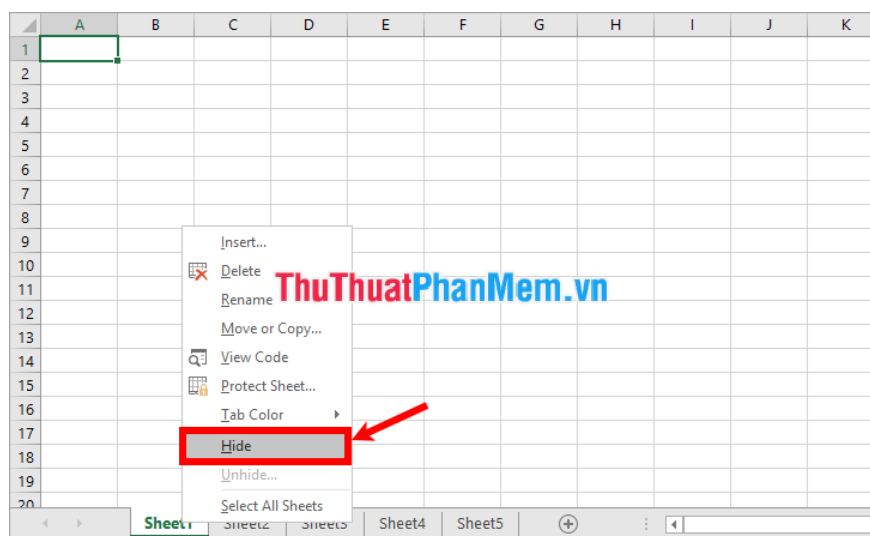 A B C D E F G H I J K
1
2
3
4
5
6
7
8
9
10
11
12
13
14
15
16
17
18
19
20
Insert...
Delete
Rename
Move or Copy...
View Code
Protect Sheet...
Tab Color
Hide
Unhide...
Select All Sheets
ThuThuatPhanMem.vn
Sheet1 Sheet2 Sheet3 Sheet4 Sheet5